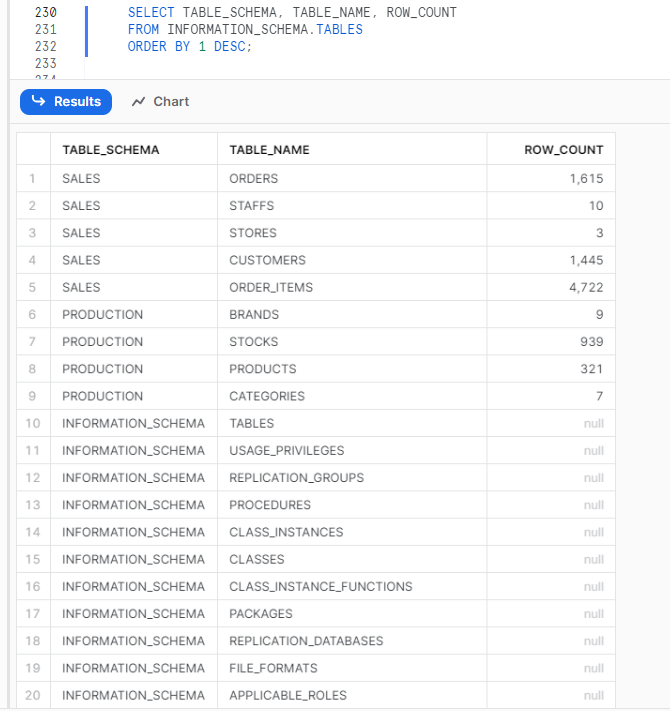 230 SELECT TABLE_SCHEMA, TABLE_NAME, ROW_COUNT
231 FROM INFORMATION_SCHEMA.TABLES
232 ORDER BY 1 DESC;
233
Results Chart
TABLE_SCHEMA TABLE_NAME ROW_COUNT
1 SALES ORDERS 1,615
2 SALES STAFFS 10
3 SALES STORES 3
4 SALES CUSTOMERS 1,445
5 SALES ORDER_ITEMS 4,722
6 PRODUCTION BRANDS 9
7 PRODUCTION STOCKS 939
8 PRODUCTION PRODUCTS 321
9 PRODUCTION CATEGORIES 7
10 INFORMATION_SCHEMA TABLES null
11 INFORMATION_SCHEMA USAGE_PRIVILEGES null
12 INFORMATION_SCHEMA REPLICATION_GROUPS null
13 INFORMATION_SCHEMA PROCEDURES null
14 INFORMATION_SCHEMA CLASS_INSTANCES null
15 INFORMATION_SCHEMA CLASSES null
16 INFORMATION_SCHEMA CLASS_INSTANCE_FUNCTIONS null
17 INFORMATION_SCHEMA PACKAGES null
18 INFORMATION_SCHEMA REPLICATION_DATABASES null
19 INFORMATION_SCHEMA FILE_FORMATS null
20 INFORMATION_SCHEMA APPLICABLE_ROLES null